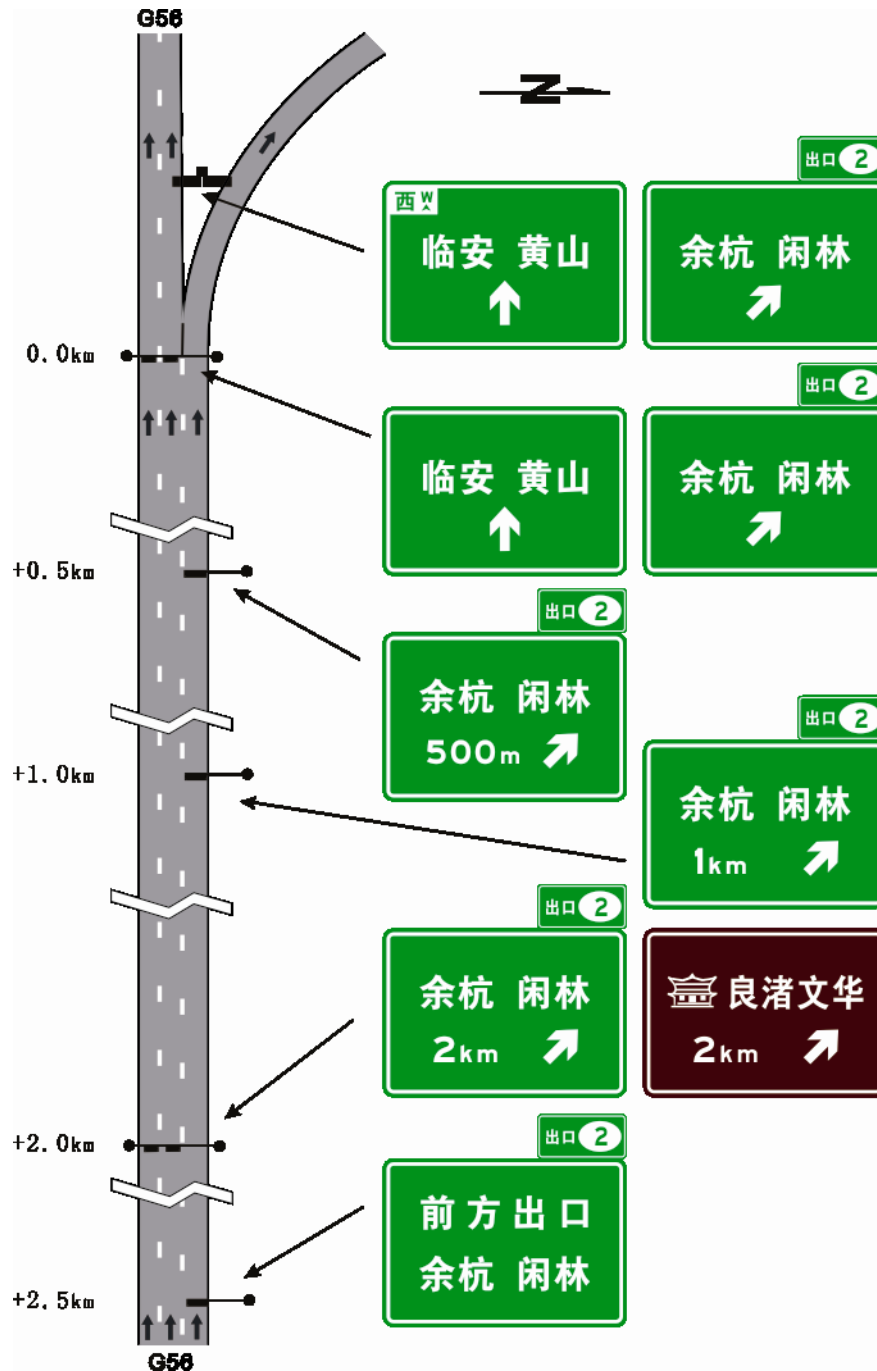 G56
N
出口 2
西 W
临安 黄山
余杭 闲林
0.0km
出口 2
临安 黄山
余杭 闲林
+0.5km
出口 2
余杭 闲林
500m
+1.0km
出口 2
余杭 闲林
1km
出口 2
余杭 闲林
2km
良渚文华
2km
+2.0km
出口 2
前方出口
余杭 闲林
+2.5km
G56